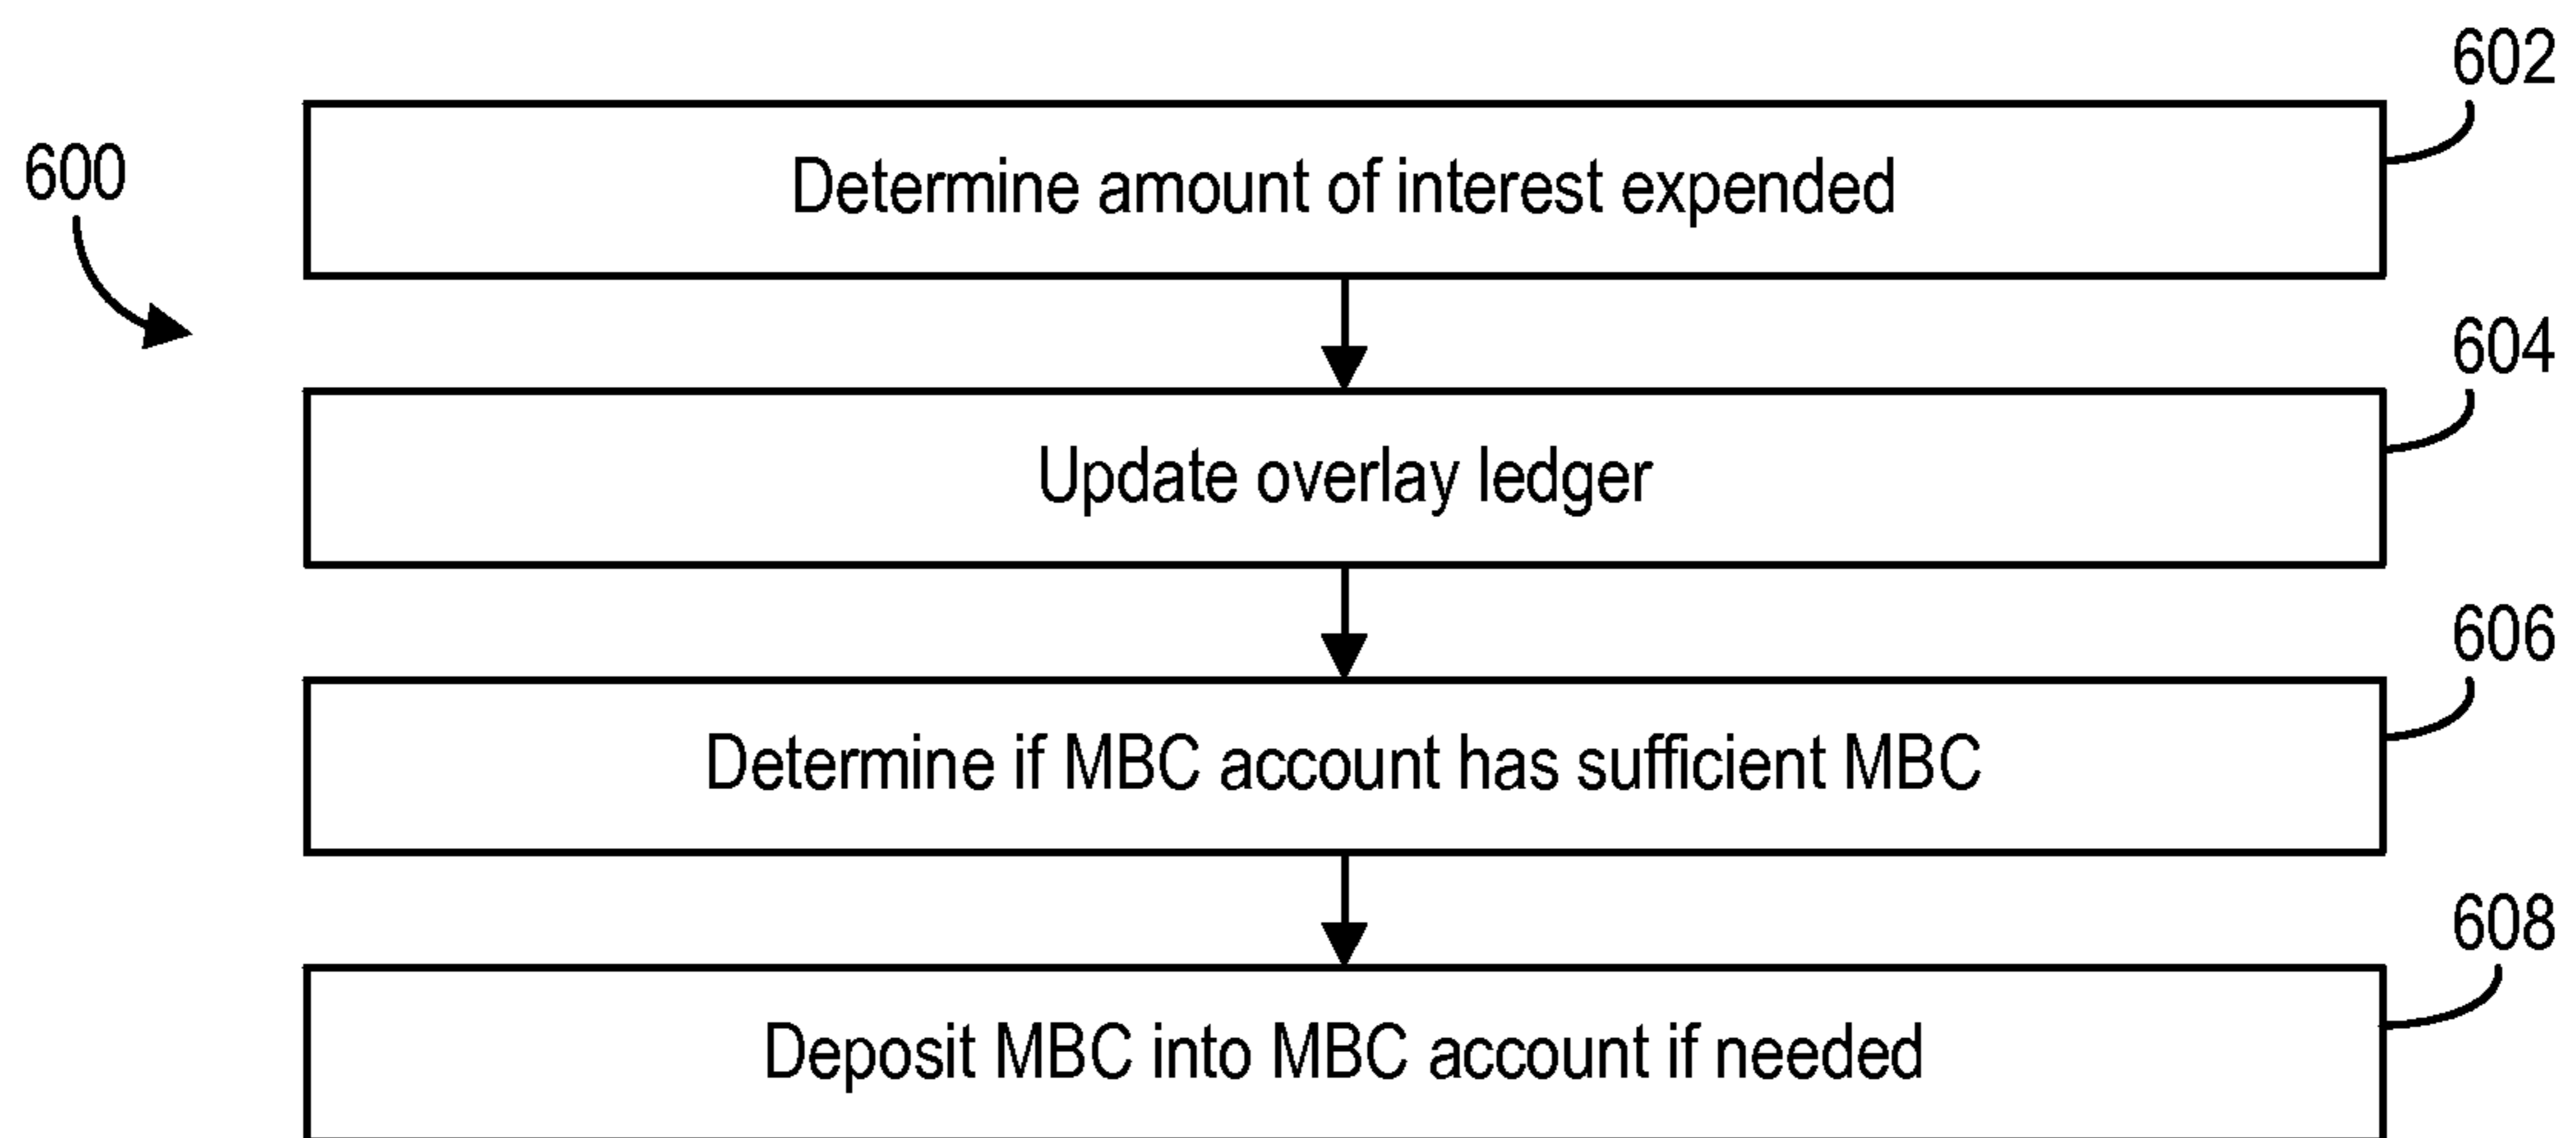 602
600
Determine amount of interest expended
604
Update overlay ledger
606
Determine if MBC account has sufficient MBC
608
Deposit MBC into MBC account if needed